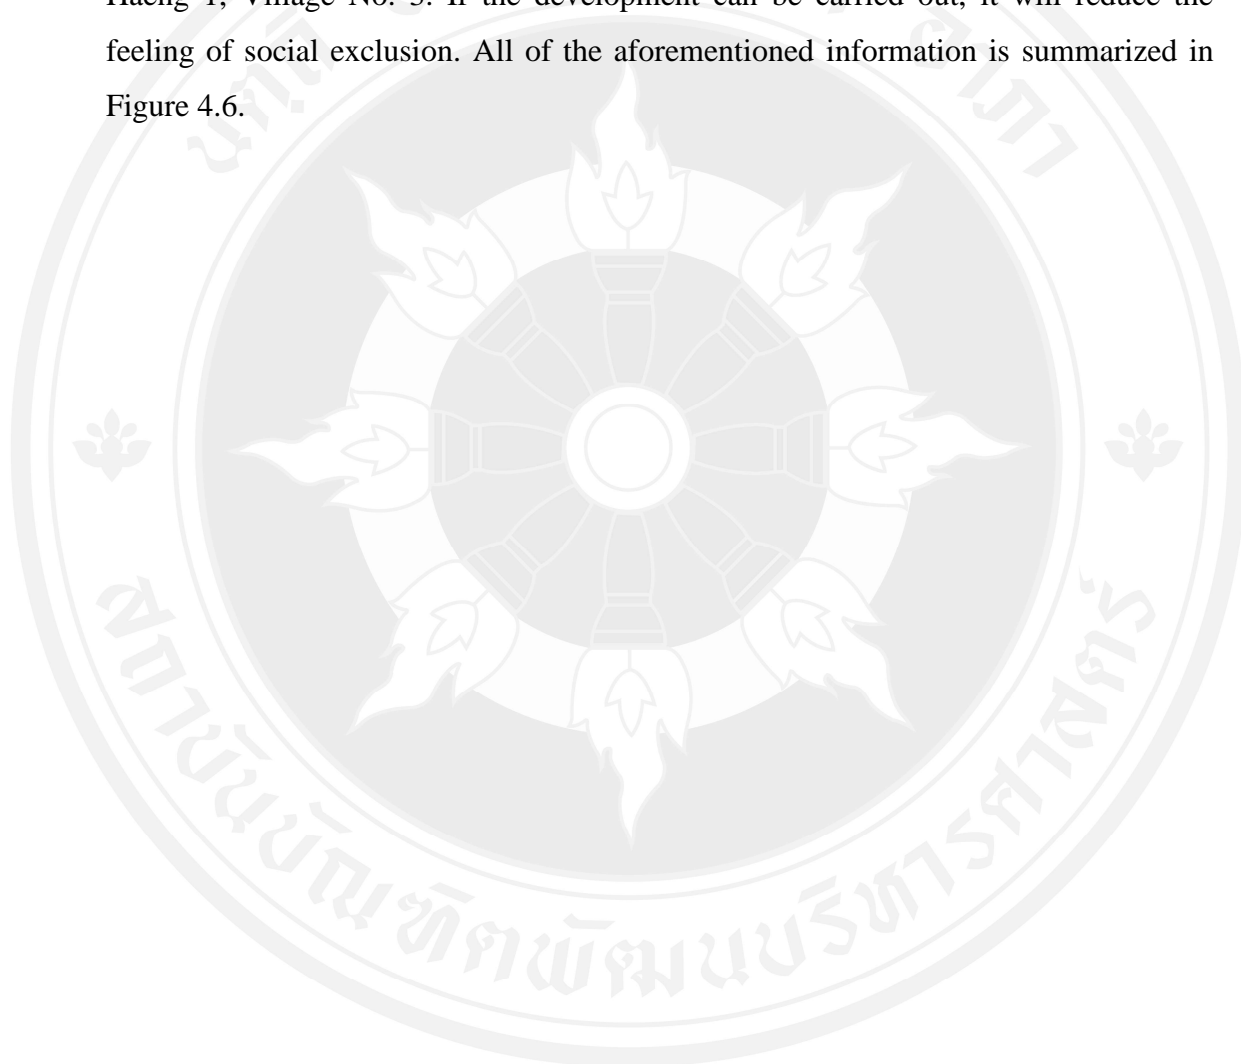 Haeng 1, Village No. 3. If the development can be carried out, it will reduce the
feeling of social exclusion. All of the aforementioned information is summarized in
Figure 4.6.
สถาบันบัณฑิตพัฒนบริหารศาสตร์